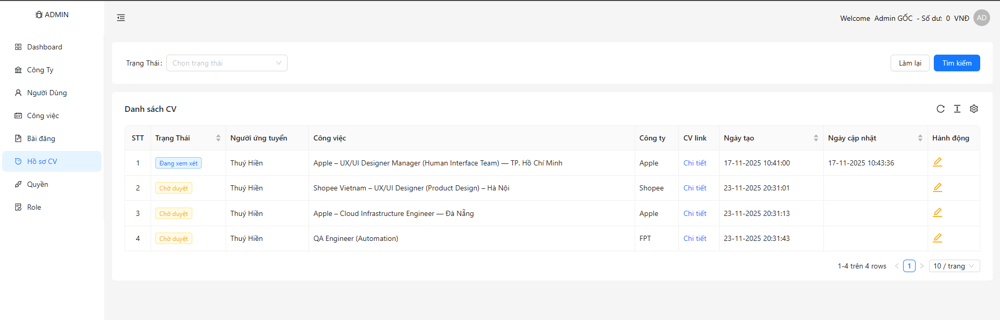 ADMIN
Welcome Admin GỐC - Số dư: 0 VNĐ AD
Dashboard
Công Ty
Người Dùng
Công việc
Bài đăng
Hồ sơ CV
Quyền
Role
Trạng Thái: Chọn trạng thái Làm lại Tìm kiếm
Danh sách CV
STT Trạng Thái Người ứng tuyển Công việc Công ty CV link Ngày tạo Ngày cập nhật Hành động
1 Đang xem xét Thuý Hiền Apple – UX/UI Designer Manager (Human Interface Team) — TP. Hồ Chí Minh Apple Chi tiết 17-11-2025 10:41:00 17-11-2025 10:43:36
2 Chờ duyệt Thuý Hiền Shopee Vietnam – UX/UI Designer (Product Design) – Hà Nội Shopee Chi tiết 23-11-2025 20:31:01
3 Chờ duyệt Thuý Hiền Apple – Cloud Infrastructure Engineer — Đà Nẵng Apple Chi tiết 23-11-2025 20:31:13
4 Chờ duyệt Thuý Hiền QA Engineer (Automation) FPT Chi tiết 23-11-2025 20:31:43
1-4 trên 4 rows 1 10 / trang